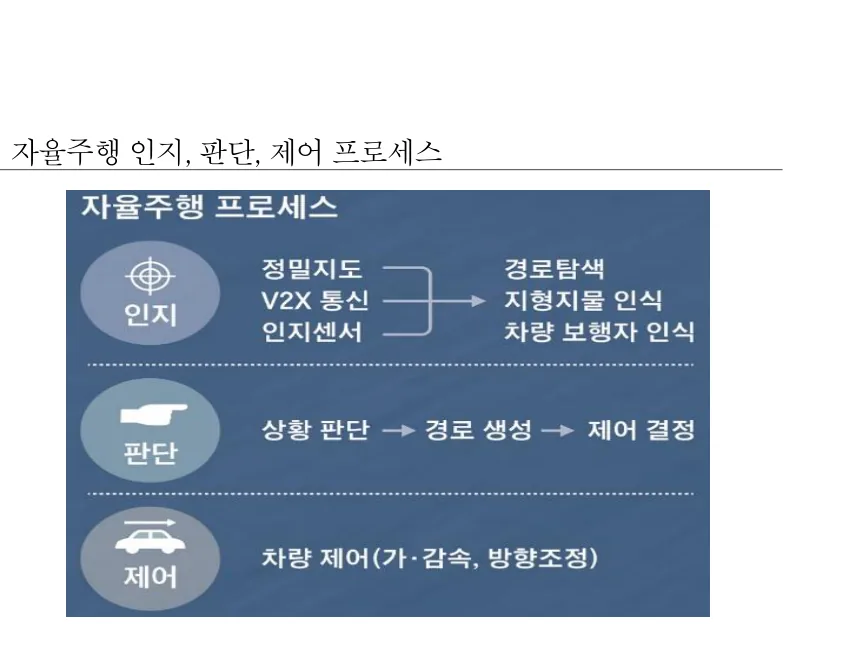 자율주행 인지, 판단, 제어 프로세스
자율주행 프로세스
인지
정밀지도
V2X 통신
인지센서
경로탐색
지형지물 인식
차량 보행자 인식
판단
상황 판단 → 경로 생성 → 제어 결정
제어
차량 제어(가·감속, 방향조정)